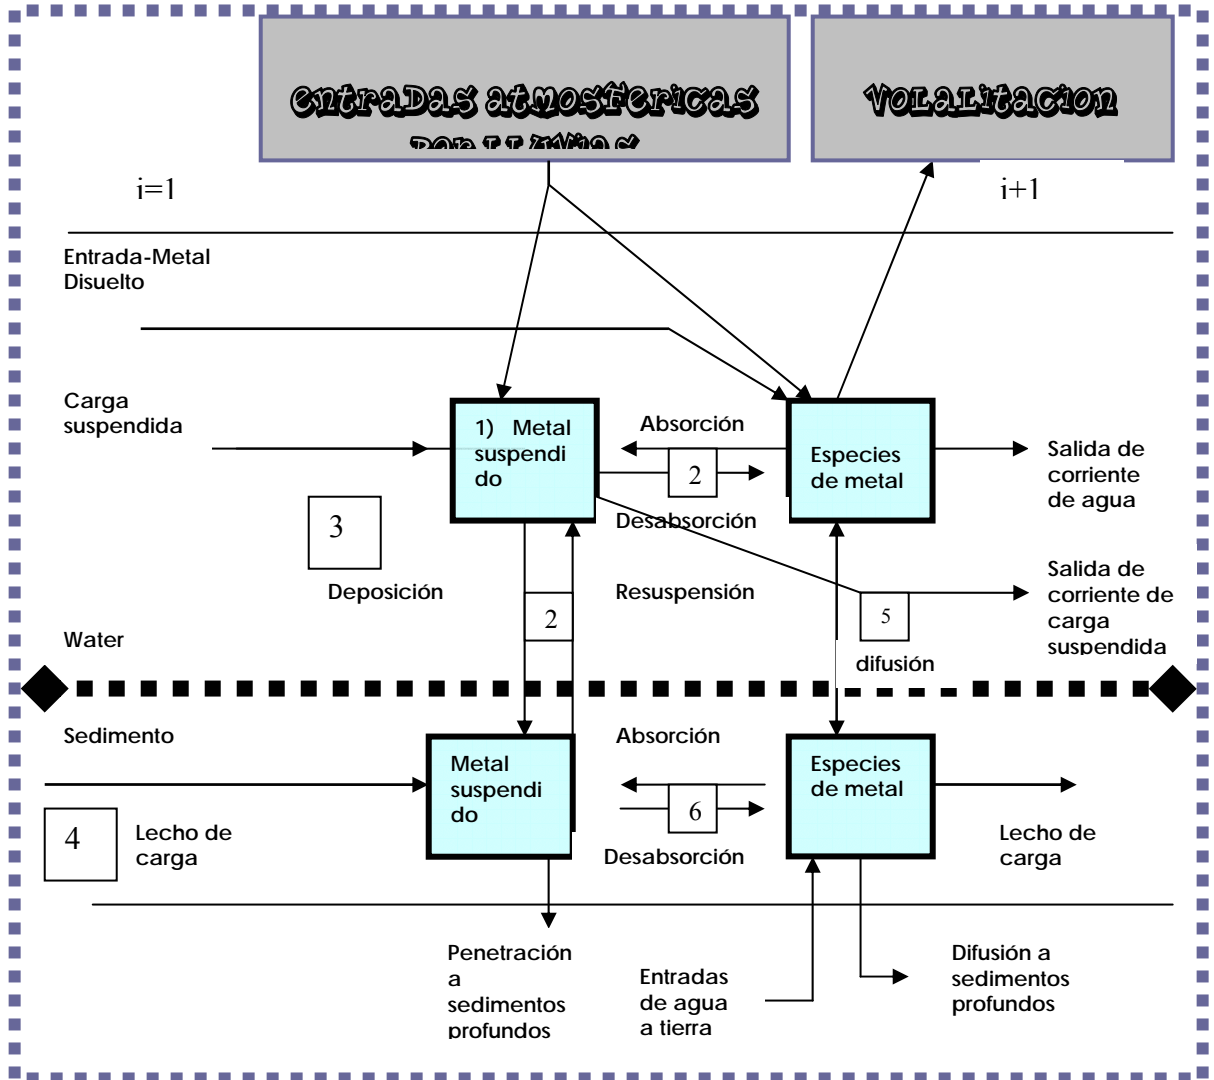 entradas atmosfericas
por lluvias
Volalitacion
i=1
i+1
Entrada-Metal
Disuelto
Carga
suspendida
1) Metal
suspendi
do
Absorción
2
Desabsorción
Especies
de metal
Salida de
corriente
de agua
3
Deposición
2
Resuspensión
5
difusión
Salida de
corriente de
carga
suspendida
Water
Sedimento
Metal
suspendi
do
Absorción
6
Desabsorción
Especies
de metal
4
Lecho de
carga
Lecho de
carga
Penetración
a
sedimentos
profundos
Entradas
de agua
a tierra
Difusión a
sedimentos
profundos